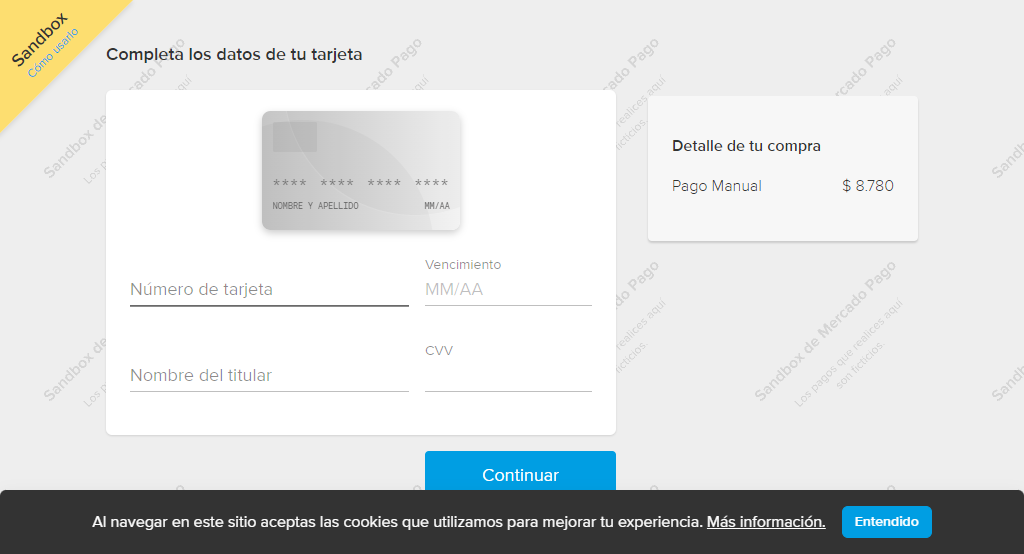 Sandbox
Cómo usarlo
Completa los datos de tu tarjeta
**** **** **** ****
NOMBRE Y APELLIDO MM/AA
Número de tarjeta
Vencimiento
MM/AA
Nombre del titular
CVV
Continuar
Detalle de tu compra
Pago Manual $ 8.780
Sandbox de Mercado Pago
Los pagos que realices aquí
son ficticios.
Al navegar en este sitio aceptas las cookies que utilizamos para mejorar tu experiencia. Más información. Entendido